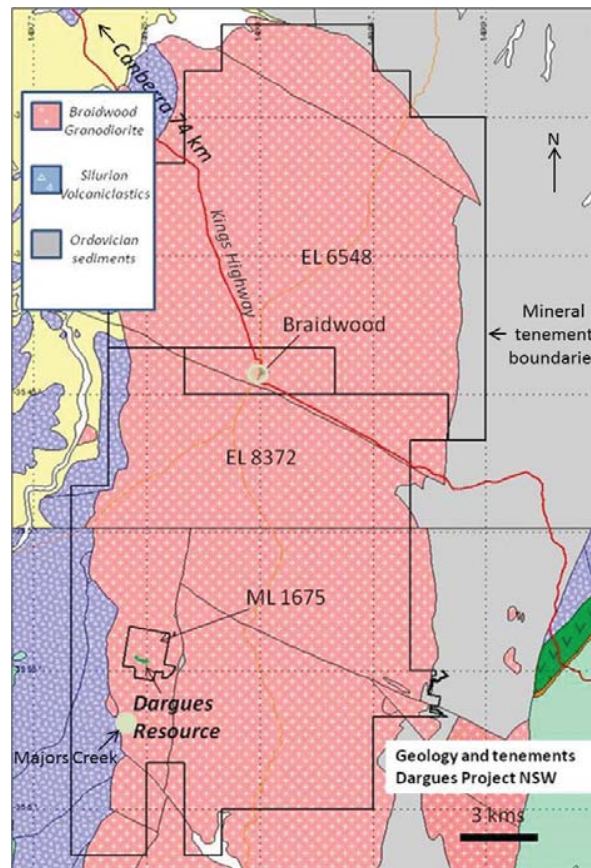 Canberra 74 km
Braidwood
Granodiorite
Silurian
Volcaniclastics
Ordovician
sediments
N
Kings Highway
EL 6548
Mineral
tenement
boundaries
Braidwood
EL 8372
ML 1675
Dargues
Resource
Majors Creek
Geology and tenements
Dargues Project NSW
3 kms